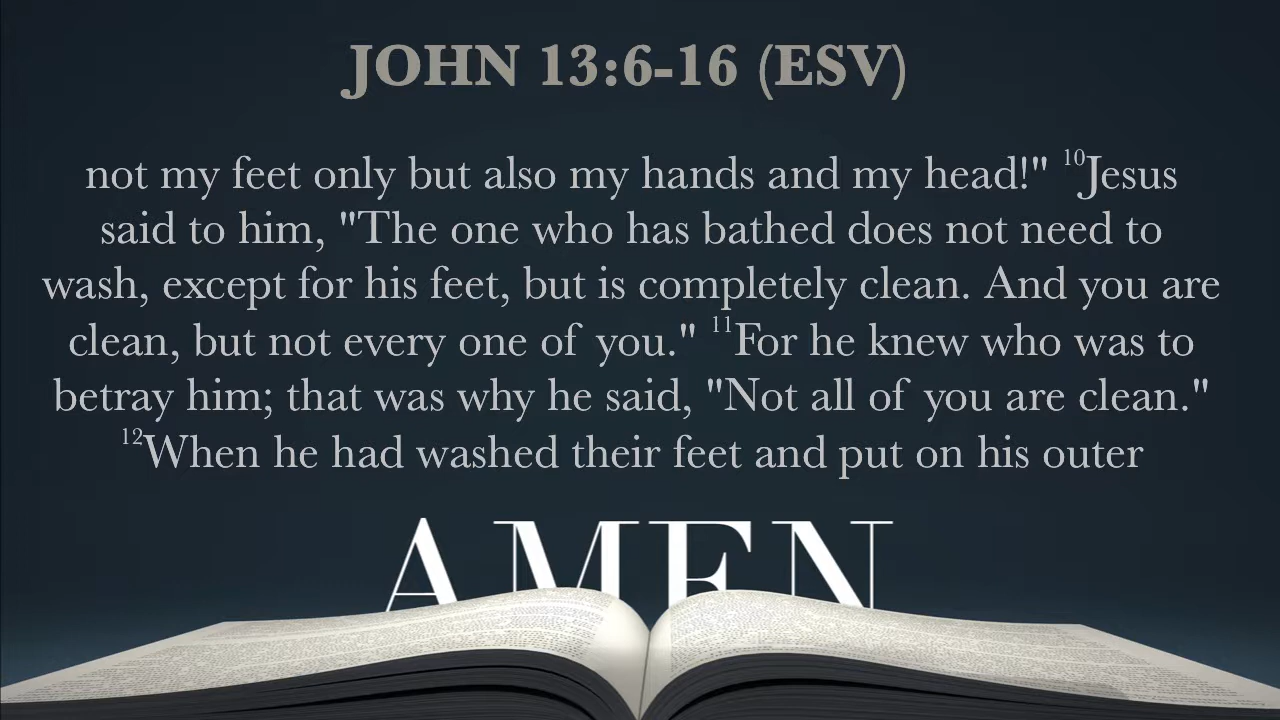 JOHN 13:6-16 (ESV)
not my feet only but also my hands and my head!" 10Jesus
said to him, "The one who has bathed does not need to
wash, except for his feet, but is completely clean. And you are
clean, but not every one of you." 11For he knew who was to
betray him; that was why he said, "Not all of you are clean."
12When he had washed their feet and put on his outer
AMEN